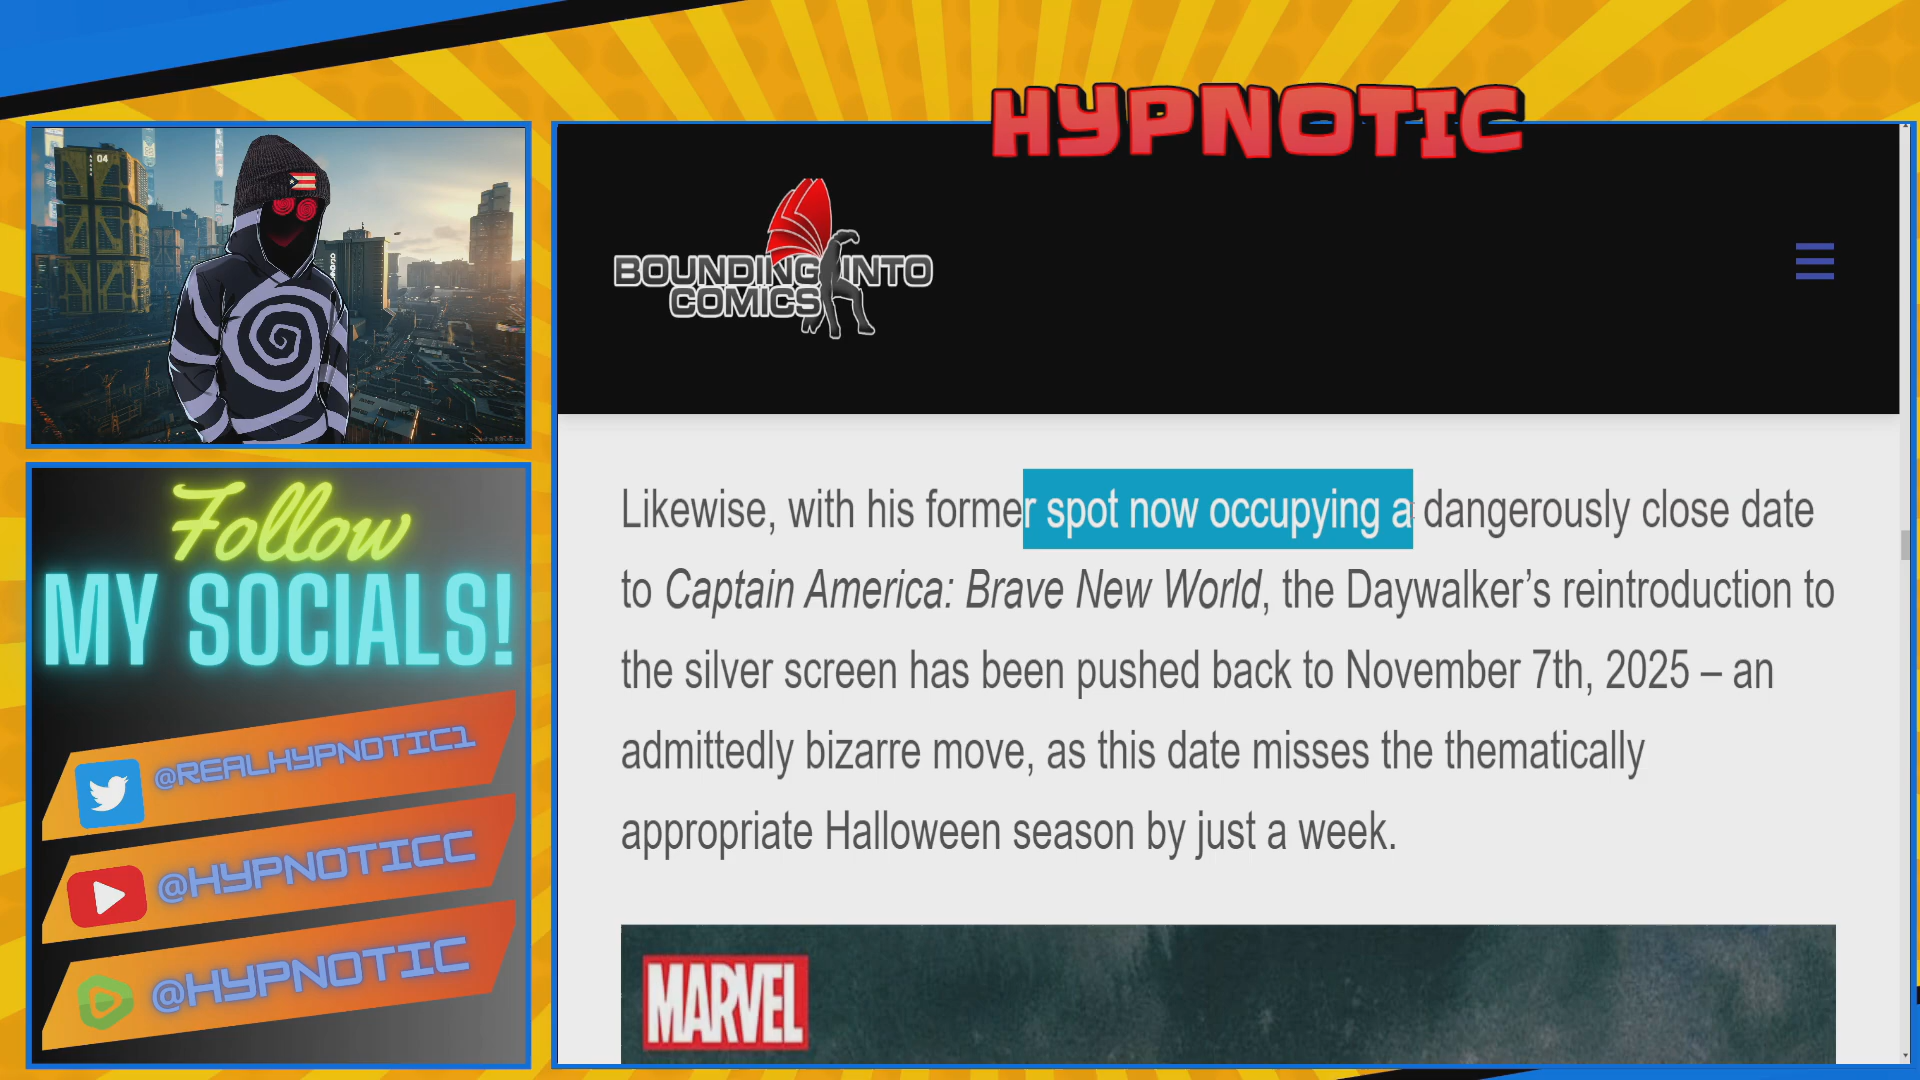 HYPNOTIC
04
BOUNDING INTO
COMICS
Follow
MY SOCIALS!
@REALHYPNOTIC1
@HYPNOTICC
@HYPNOTIC
Likewise, with his former spot now occupying a dangerously close date
to Captain America: Brave New World, the Daywalker’s reintroduction to
the silver screen has been pushed back to November 7th, 2025 – an
admittedly bizarre move, as this date misses the thematically
appropriate Halloween season by just a week.
MARVEL